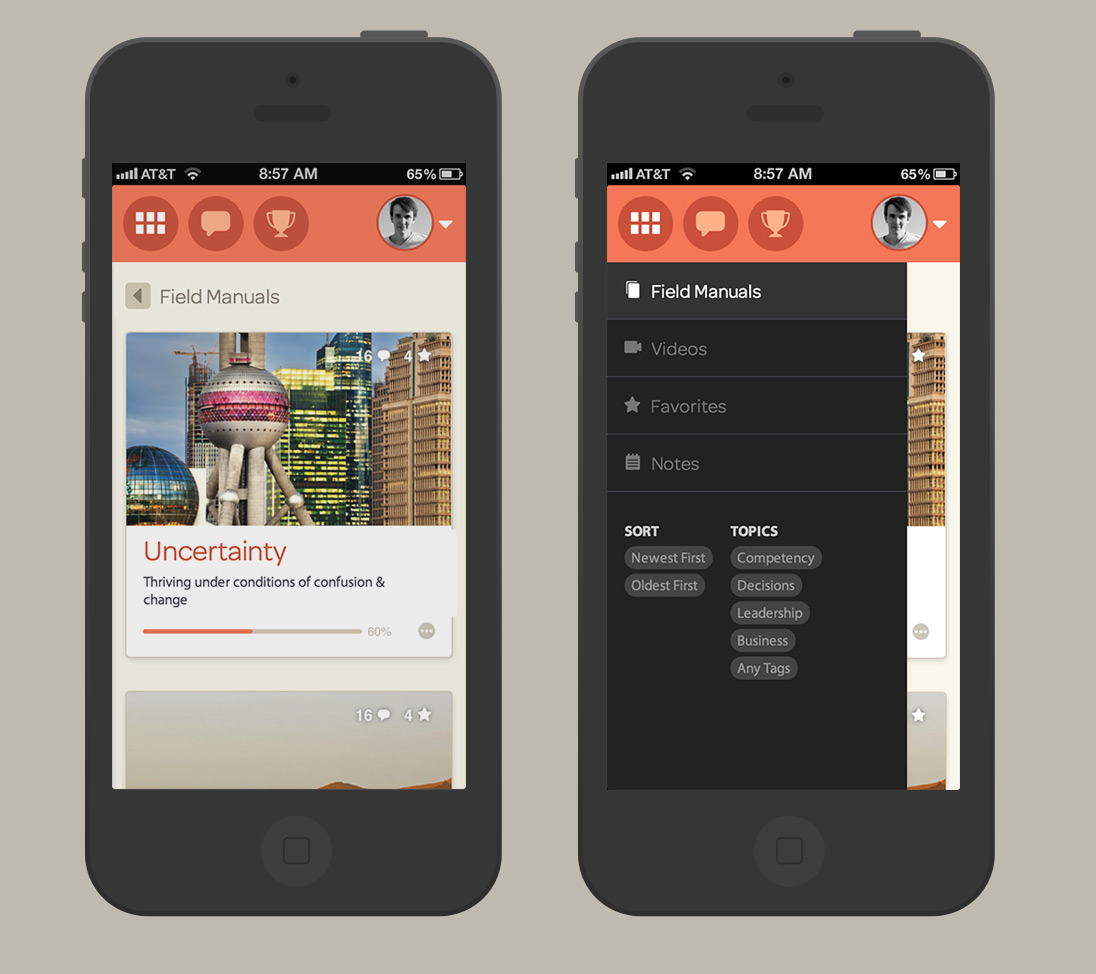 AT&T 8:57 AM 65%
Field Manuals
16 4
Uncertainty
Thriving under conditions of confusion &
change
60%
16 4
AT&T 8:57 AM 65%
Field Manuals
Videos
Favorites
Notes
SORT
Newest First
Oldest First
TOPICS
Competency
Decisions
Leadership
Business
Any Tags